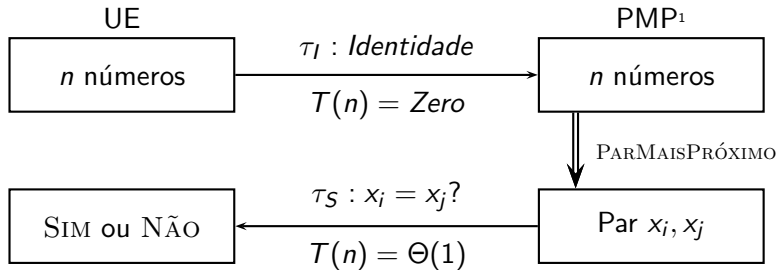 UE
PMP¹
n números
τ_I : Identidade
T(n) = Zero
n números
PARMAISPRÓXIMO
SIM ou NÃO
τ_S : x_i = x_j?
T(n) = Θ(1)
Par x_i, x_j